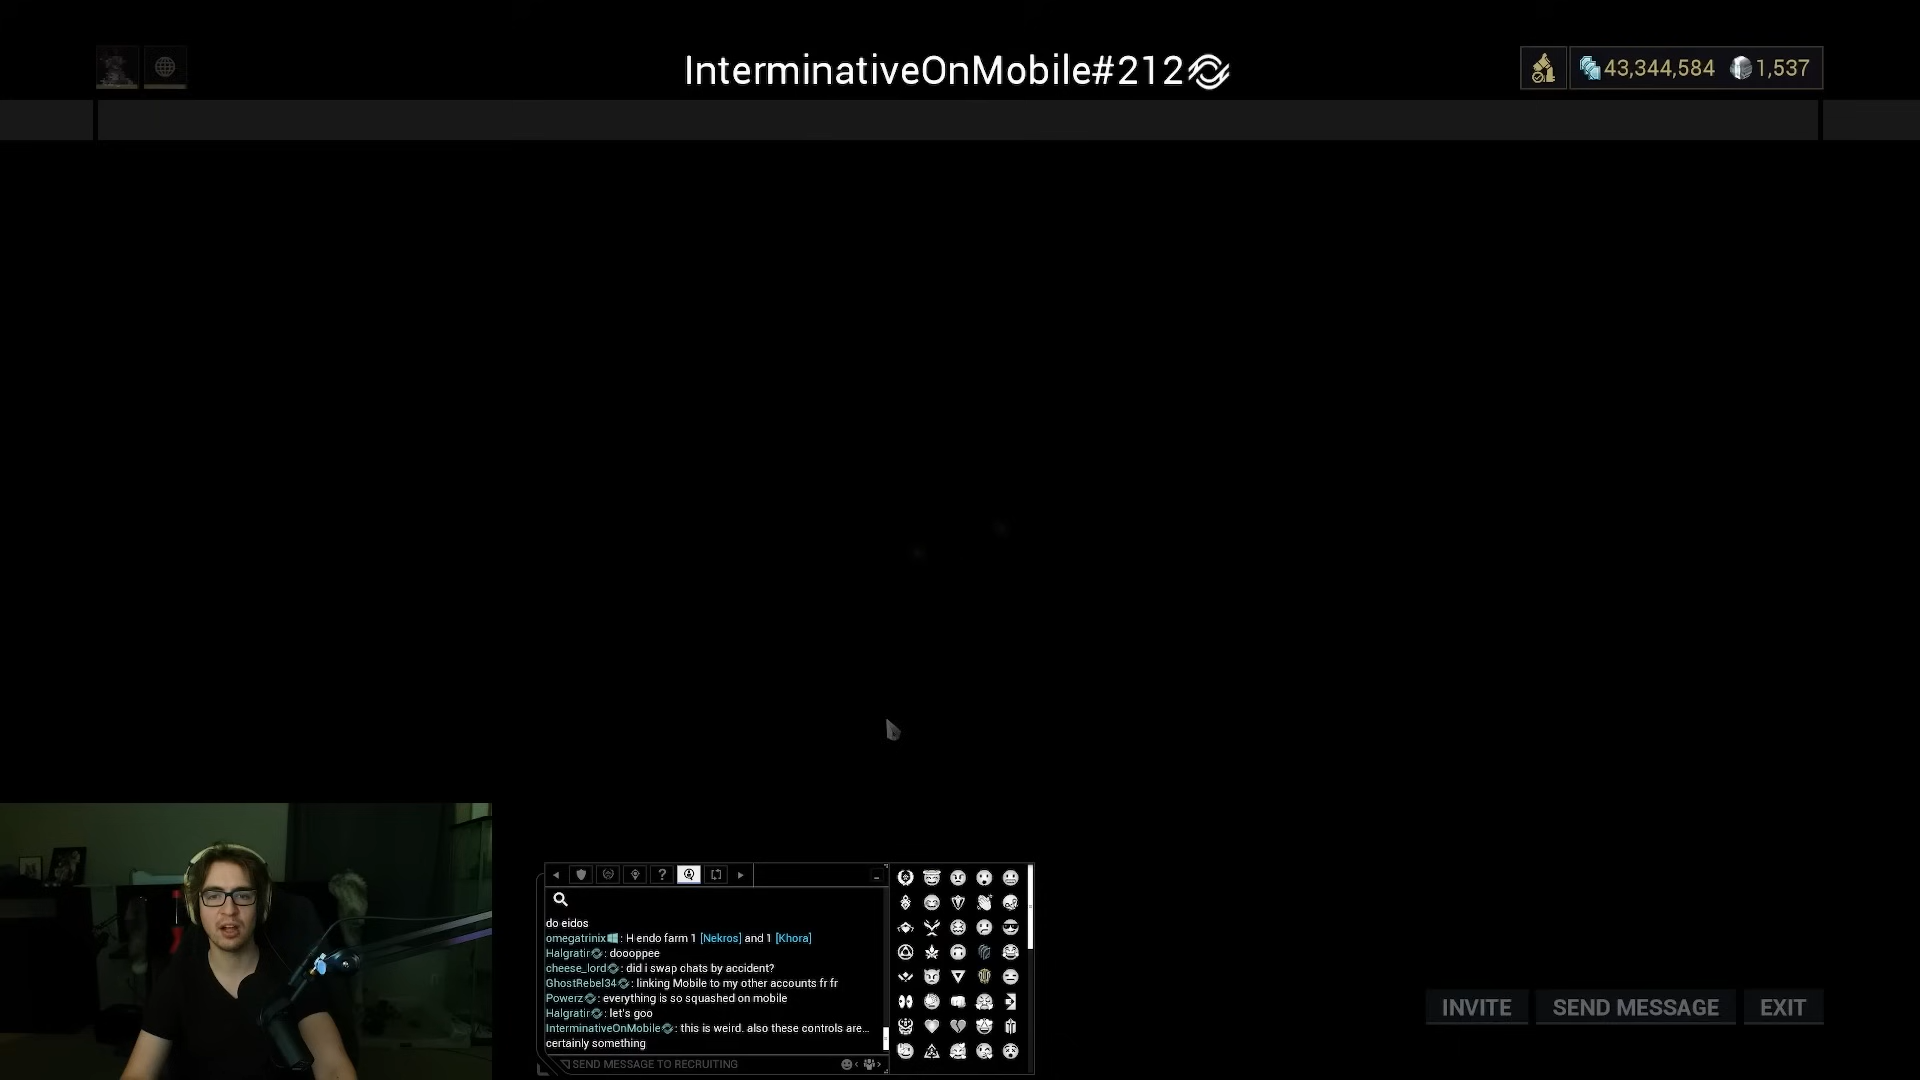 InterminativeOnMobile#212
43,344,584 1,537
?
do eidos
omegatrinix: H endo farm 1 [Nekros] and 1 [Khora]
Halgratir: doooppee
cheese_lord: did i swap chats by accident?
GhostRebel34: linking Mobile to my other accounts fr fr
Powerz: everything is so squashed on mobile
Halgratir: let's goo
InterminativeOnMobile: this is weird. also these controls are...
certainly something
SEND MESSAGE TO RECRUITING
INVITE SEND MESSAGE EXIT